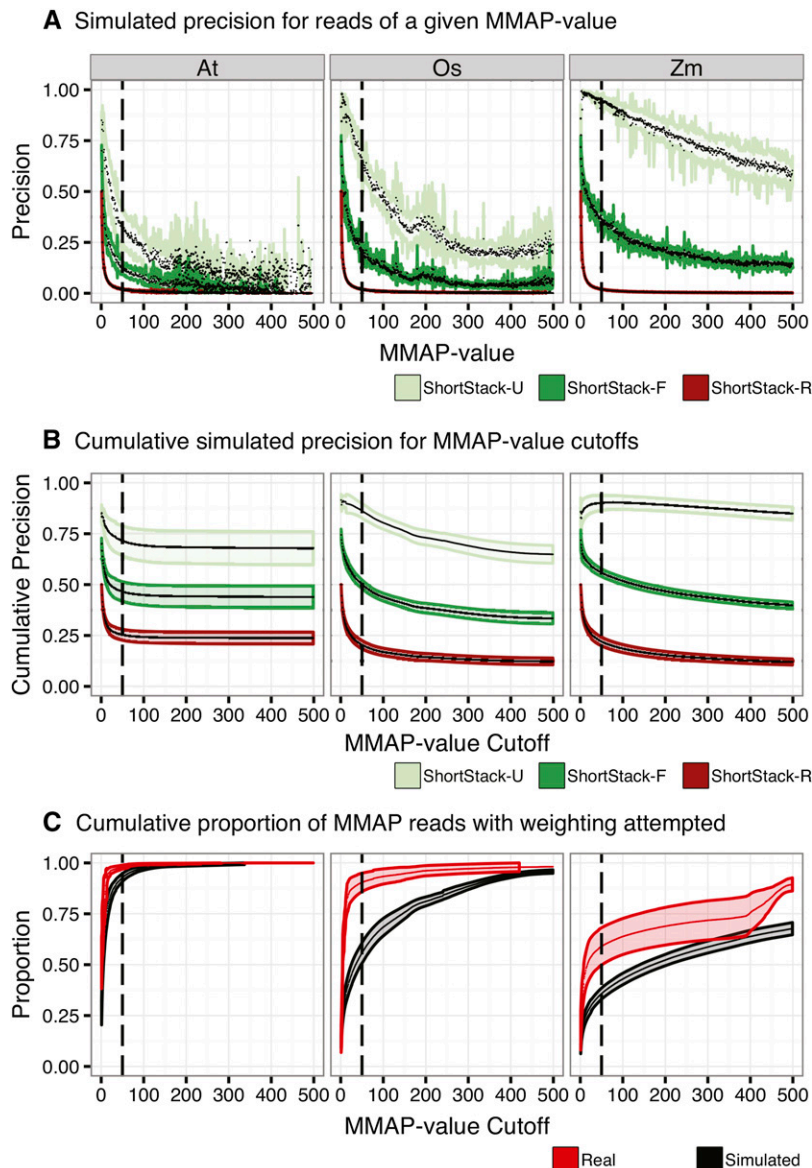 A Simulated precision for reads of a given MMAP-value
At Os Zm
1.00
0.75
0.50
0.25
0.00
Precision
0 100 200 300 400 500 0 100 200 300 400 500 0 100 200 300 400 500
MMAP-value
ShortStack-U ShortStack-F ShortStack-R
B Cumulative simulated precision for MMAP-value cutoffs
1.00
0.75
0.50
0.25
0.00
Cumulative Precision
0 100 200 300 400 500 0 100 200 300 400 500 0 100 200 300 400 500
MMAP-value Cutoff
ShortStack-U ShortStack-F ShortStack-R
C Cumulative proportion of MMAP reads with weighting attempted
1.00
0.75
0.50
0.25
0.00
Proportion
0 100 200 300 400 500 0 100 200 300 400 500 0 100 200 300 400 500
MMAP-value Cutoff
Real Simulated